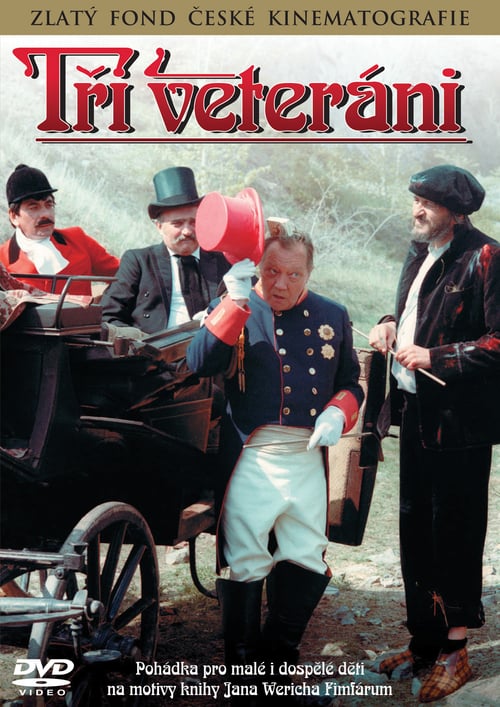 ZLATÝ FOND ČESKÉ KINEMATOGRAFIE
Tři veteráni
DVD
VIDEO
Pohádka pro malé i dospělé děti
na motivy knihy Jana Wericha Fimfárum